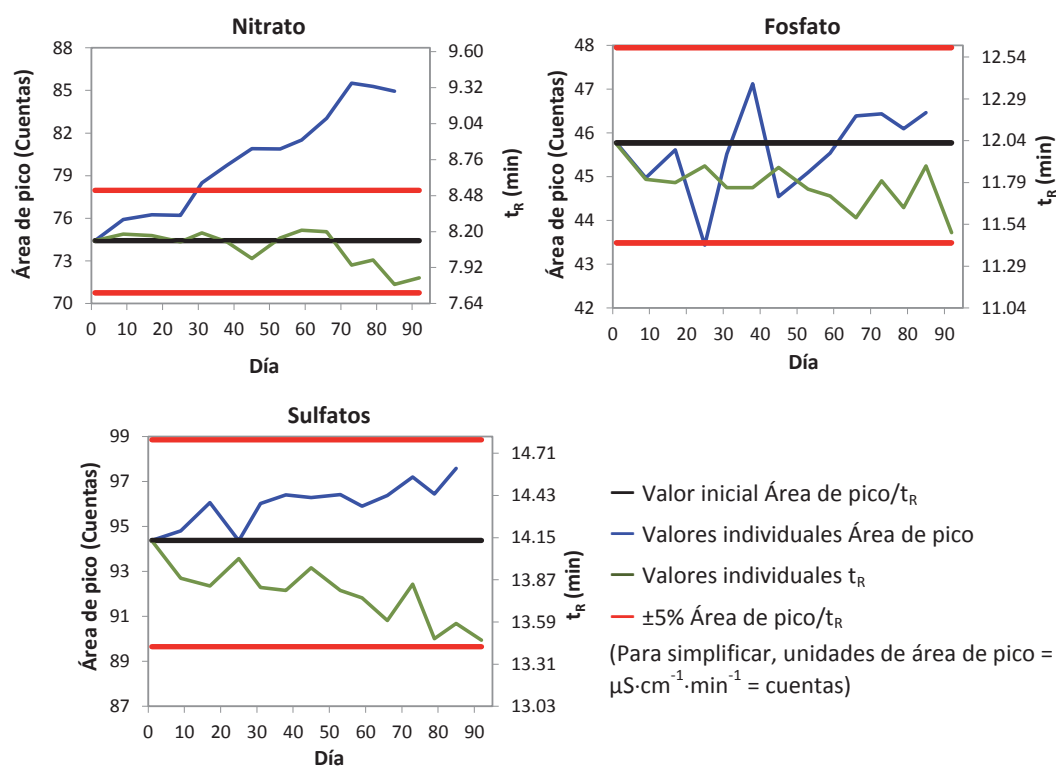 Nitrato
Área de pico (Cuentas)
88
85
82
79
76
73
70
9.60
9.32
9.04
8.76
8.48
8.20
7.92
7.64
t_R (min)
0 10 20 30 40 50 60 70 80 90
Día
Fosfato
Área de pico (Cuentas)
48
47
46
45
44
43
42
12.54
12.29
12.04
11.79
11.54
11.29
11.04
t_R (min)
0 10 20 30 40 50 60 70 80 90
Día
Sulfatos
Área de pico (Cuentas)
99
97
95
93
91
89
87
14.71
14.43
14.15
13.87
13.59
13.31
13.03
t_R (min)
0 10 20 30 40 50 60 70 80 90
Día
Valor inicial Área de pico/t_R
Valores individuales Área de pico
Valores individuales t_R
±5% Área de pico/t_R
(Para simplificar, unidades de área de pico =
µS·cm⁻¹·min⁻¹ = cuentas)